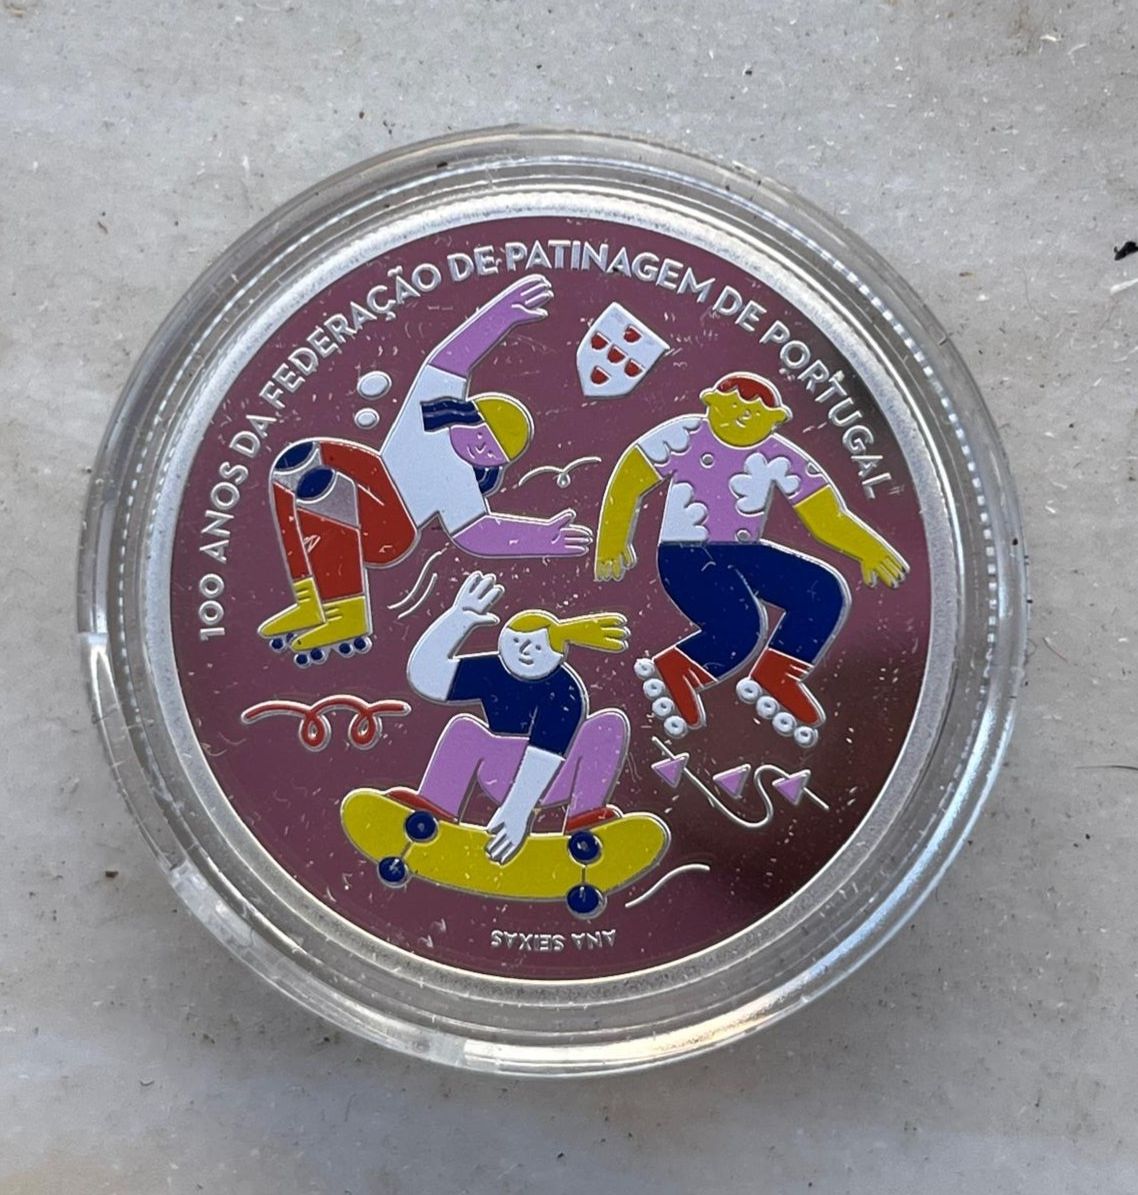 100 ANOS DA FEDERAÇÃO DE PATINAGEM DE PORTUGAL
ANA SEIXAS